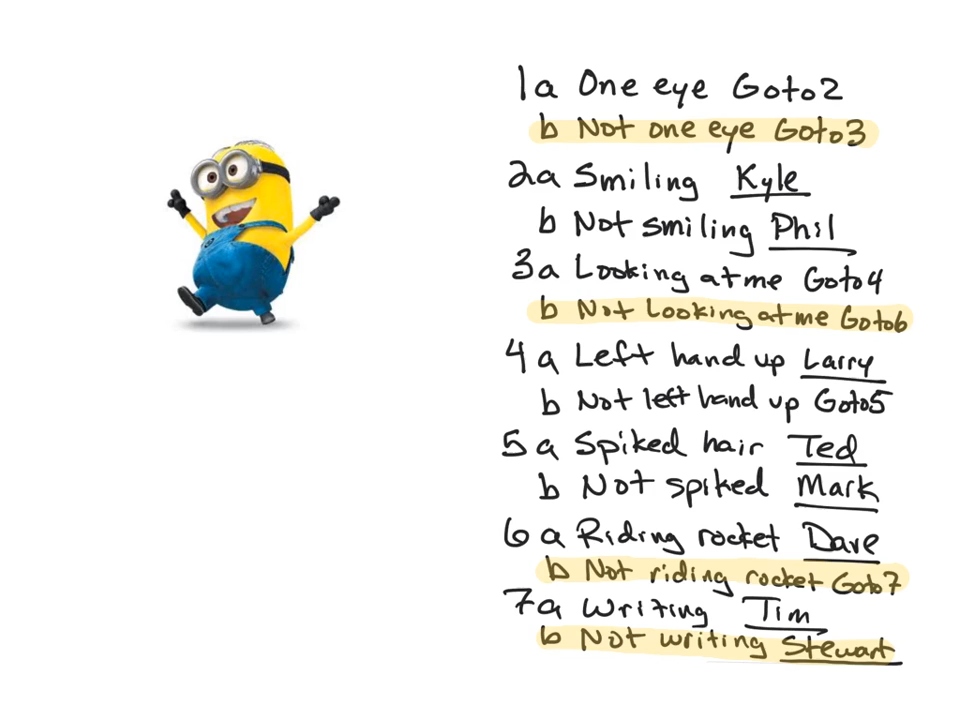 1a One eye Goto2
b Not one eye Goto3
2a Smiling Kyle
b Not smiling Phil
3a Looking at me Goto4
b Not Looking at me Goto6
4a Left hand up Larry
b Not left hand up Goto5
5a Spiked hair Ted
b Not spiked Mark
6a Riding rocket Dave
b Not riding rocket Goto7
7a Writing Tim
b Not writing Stewart